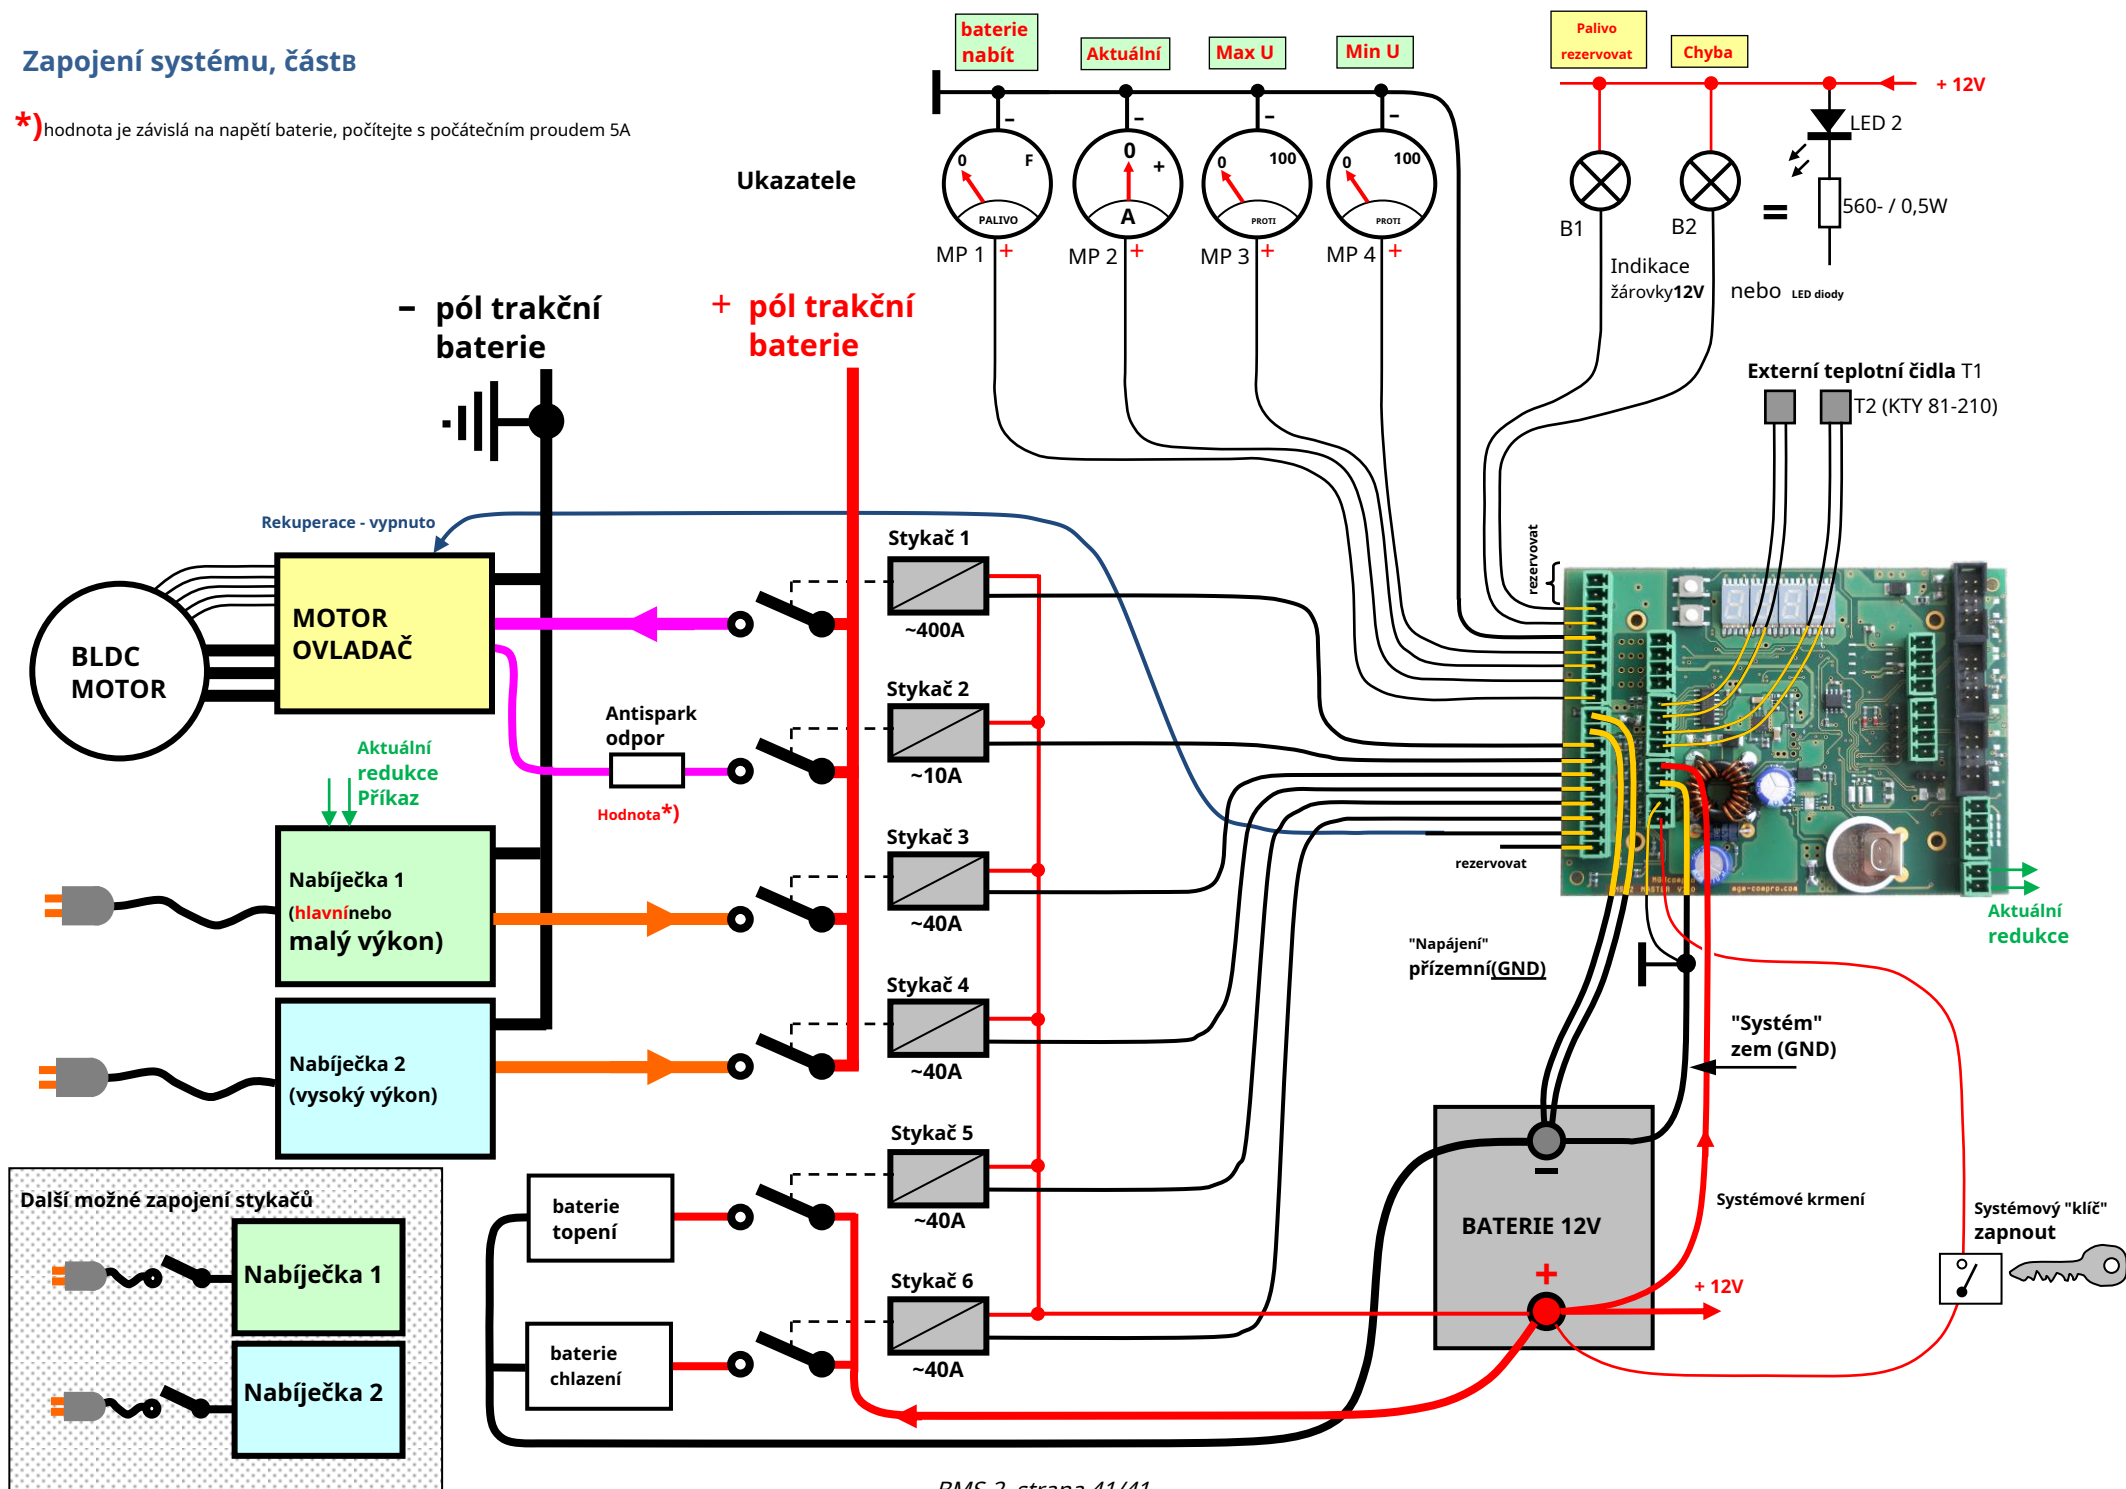 Zapojení systému, částB
*)hodnota je závislá na napětí baterie, počítejte s počátečním proudem 5A
baterie
nabít
Aktuální
Max U
Min U
Palivo
rezervovat
Chyba
+ 12V
LED 2
560- / 0,5W
=
Ukazatele
–
–
–
–
0
F
PALIVO
0
+
A
0
100
PROTI
0
100
PROTI
MP 1
+
MP 2
+
MP 3
+
MP 4
+
B1
B2
Indikace
žárovky12V
nebo
LED diody
– pól trakční
baterie
+ pól trakční
baterie
Externí teplotní čidla T1
T2 (KTY 81-210)
Rekuperace - vypnuto
rezervovat
Stykač 1
~400A
MOTOR
OVLADAČ
BLDC
MOTOR
Stykač 2
~10A
Antispark
odpor
Hodnota*)
Aktuální
redukce
Příkaz
Stykač 3
~40A
rezervovat
Nabíječka 1
(hlavnínebo
malý výkon)
Aktuální
redukce
"Napájení"
přízemní(GND)
Stykač 4
~40A
"Systém"
zem (GND)
Nabíječka 2
(vysoký výkon)
Stykač 5
~40A
baterie
topení
–
BATERIE 12V
+
Systémové krmení
Systémový "klíč"
zapnout
+ 12V
Další možné zapojení stykačů
Nabíječka 1
Nabíječka 2
Stykač 6
~40A
baterie
chlazení
BMS 2, strana 41/41